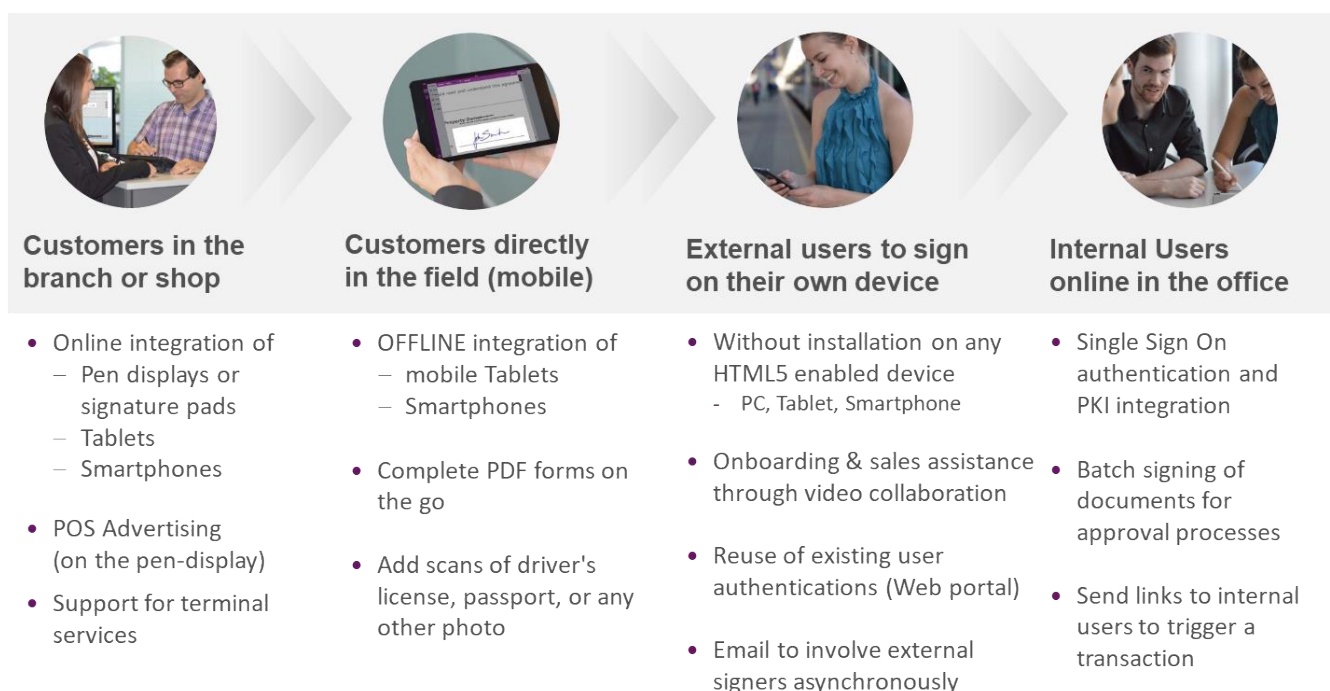 Customers in the
branch or shop
• Online integration of
– Pen displays or
signature pads
– Tablets
– Smartphones
• POS Advertising
(on the pen-display)
• Support for terminal
services
Customers directly
in the field (mobile)
• OFFLINE integration of
– mobile Tablets
– Smartphones
• Complete PDF forms on
the go
• Add scans of driver's
license, passport, or any
other photo
External users to sign
on their own device
• Without installation on any
HTML5 enabled device
- PC, Tablet, Smartphone
• Onboarding & sales assistance
through video collaboration
• Reuse of existing user
authentications (Web portal)
• Email to involve external
signers asynchronously
Internal Users
online in the office
• Single Sign On
authentication and
PKI integration
• Batch signing of
documents for
approval processes
• Send links to internal
users to trigger a
transaction